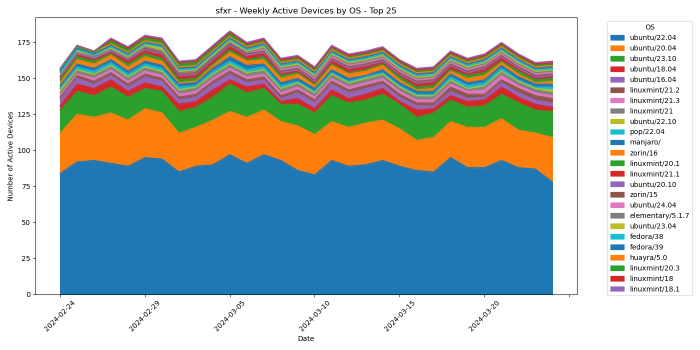 sfxr - Weekly Active Devices by OS - Top 25
Number of Active Devices
175
150
125
100
75
50
25
0
2024-02-24
2024-02-29
2024-03-05
2024-03-10
2024-03-15
2024-03-20
Date
OS
ubuntu/22.04
ubuntu/20.04
ubuntu/23.10
ubuntu/18.04
ubuntu/16.04
linuxmint/21.2
linuxmint/21.3
linuxmint/21
ubuntu/22.10
pop/22.04
manjaro/
zorin/16
linuxmint/20.1
linuxmint/21.1
ubuntu/20.10
zorin/15
ubuntu/24.04
elementary/5.1.7
ubuntu/23.04
fedora/38
fedora/39
huayra/5.0
linuxmint/20.3
linuxmint/18
linuxmint/18.1